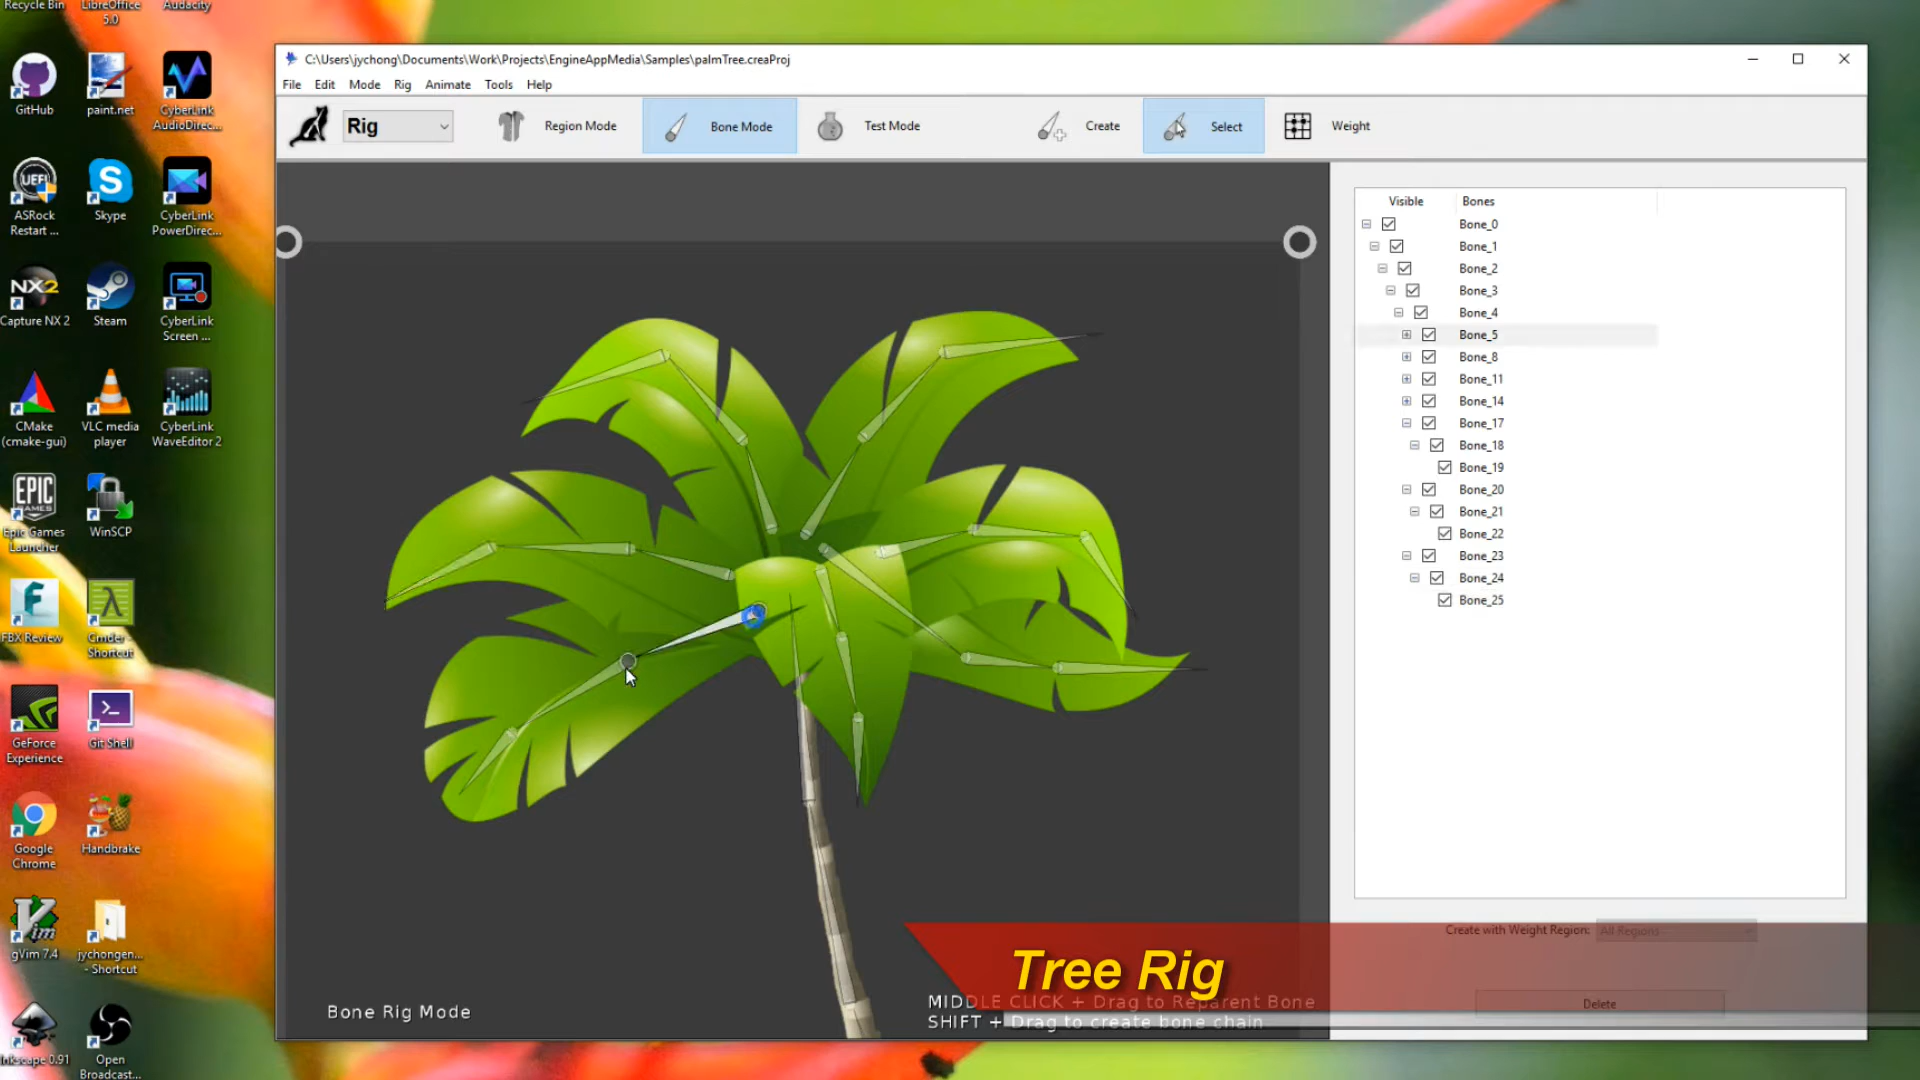 Recycle Bin
LibreOffice
5.0
Audacity
GitHub
paint.net
CyberLink
AudioDirec...
ASRock
Restart ...
Skype
CyberLink
PowerDirec...
Capture NX 2
Steam
CyberLink
Screen ...
CMake
(cmake-gui)
VLC media
player
CyberLink
WaveEditor 2
Epic Games
Launcher
WinSCP
FBX Review
Cmder -
Shortcut
GeForce
Experience
Git Shell
Google
Chrome
Handbrake
gVim 7.4
jychongen...
- Shortcut
Inkscape 0.91
Open
Broadcast...
UEFI
NX2
EPIC
GAMES
C:\Users\jychong\Documents\Work\Projects\EngineAppMedia\Samples\palmTree.creaProj
File Edit Mode Rig Animate Tools Help
Rig
Region Mode
Bone Mode
Test Mode
Create
Select
Weight
Visible Bones
Bone_0
Bone_1
Bone_2
Bone_3
Bone_4
Bone_5
Bone_8
Bone_11
Bone_14
Bone_17
Bone_18
Bone_19
Bone_20
Bone_21
Bone_22
Bone_23
Bone_24
Bone_25
Create with Weight Region: All Regions
Delete
Tree Rig
Bone Rig Mode
MIDDLE CLICK + Drag to Reparent Bone
SHIFT + Drag to create bone chain